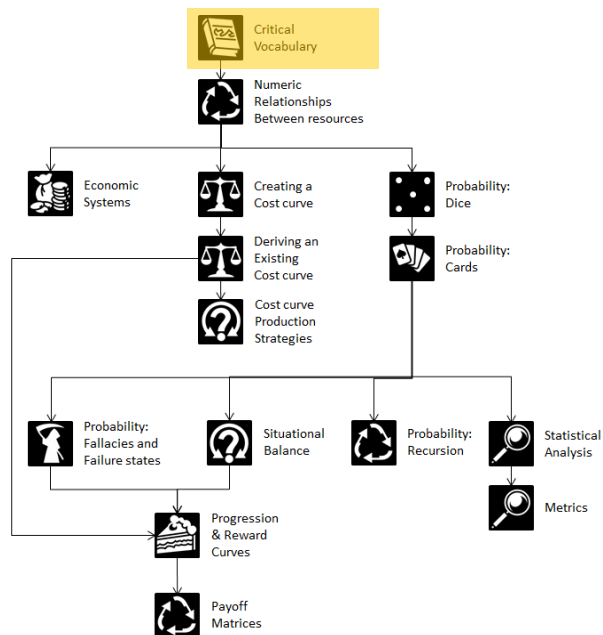 Critical
Vocabulary
Numeric
Relationships
Between resources
Economic
Systems
Creating a
Cost curve
Probability:
Dice
Deriving an
Existing
Cost curve
Probability:
Cards
Cost curve
Production
Strategies
Probability:
Fallacies and
Failure states
Situational
Balance
Probability:
Recursion
Statistical
Analysis
Metrics
Progression
& Reward
Curves
Payoff
Matrices